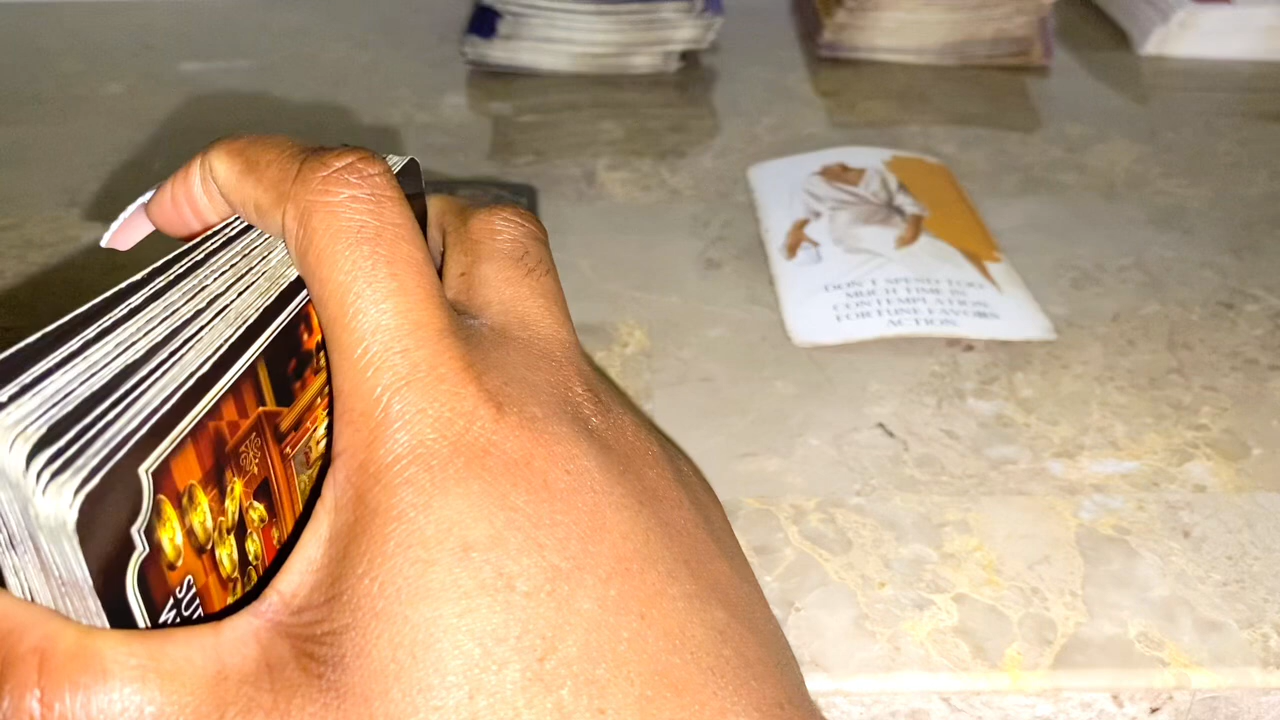 DON'T SPEND TOO
MUCH TIME IN
CONTEMPLATION
FORTUNE FAVORS
ACTION.